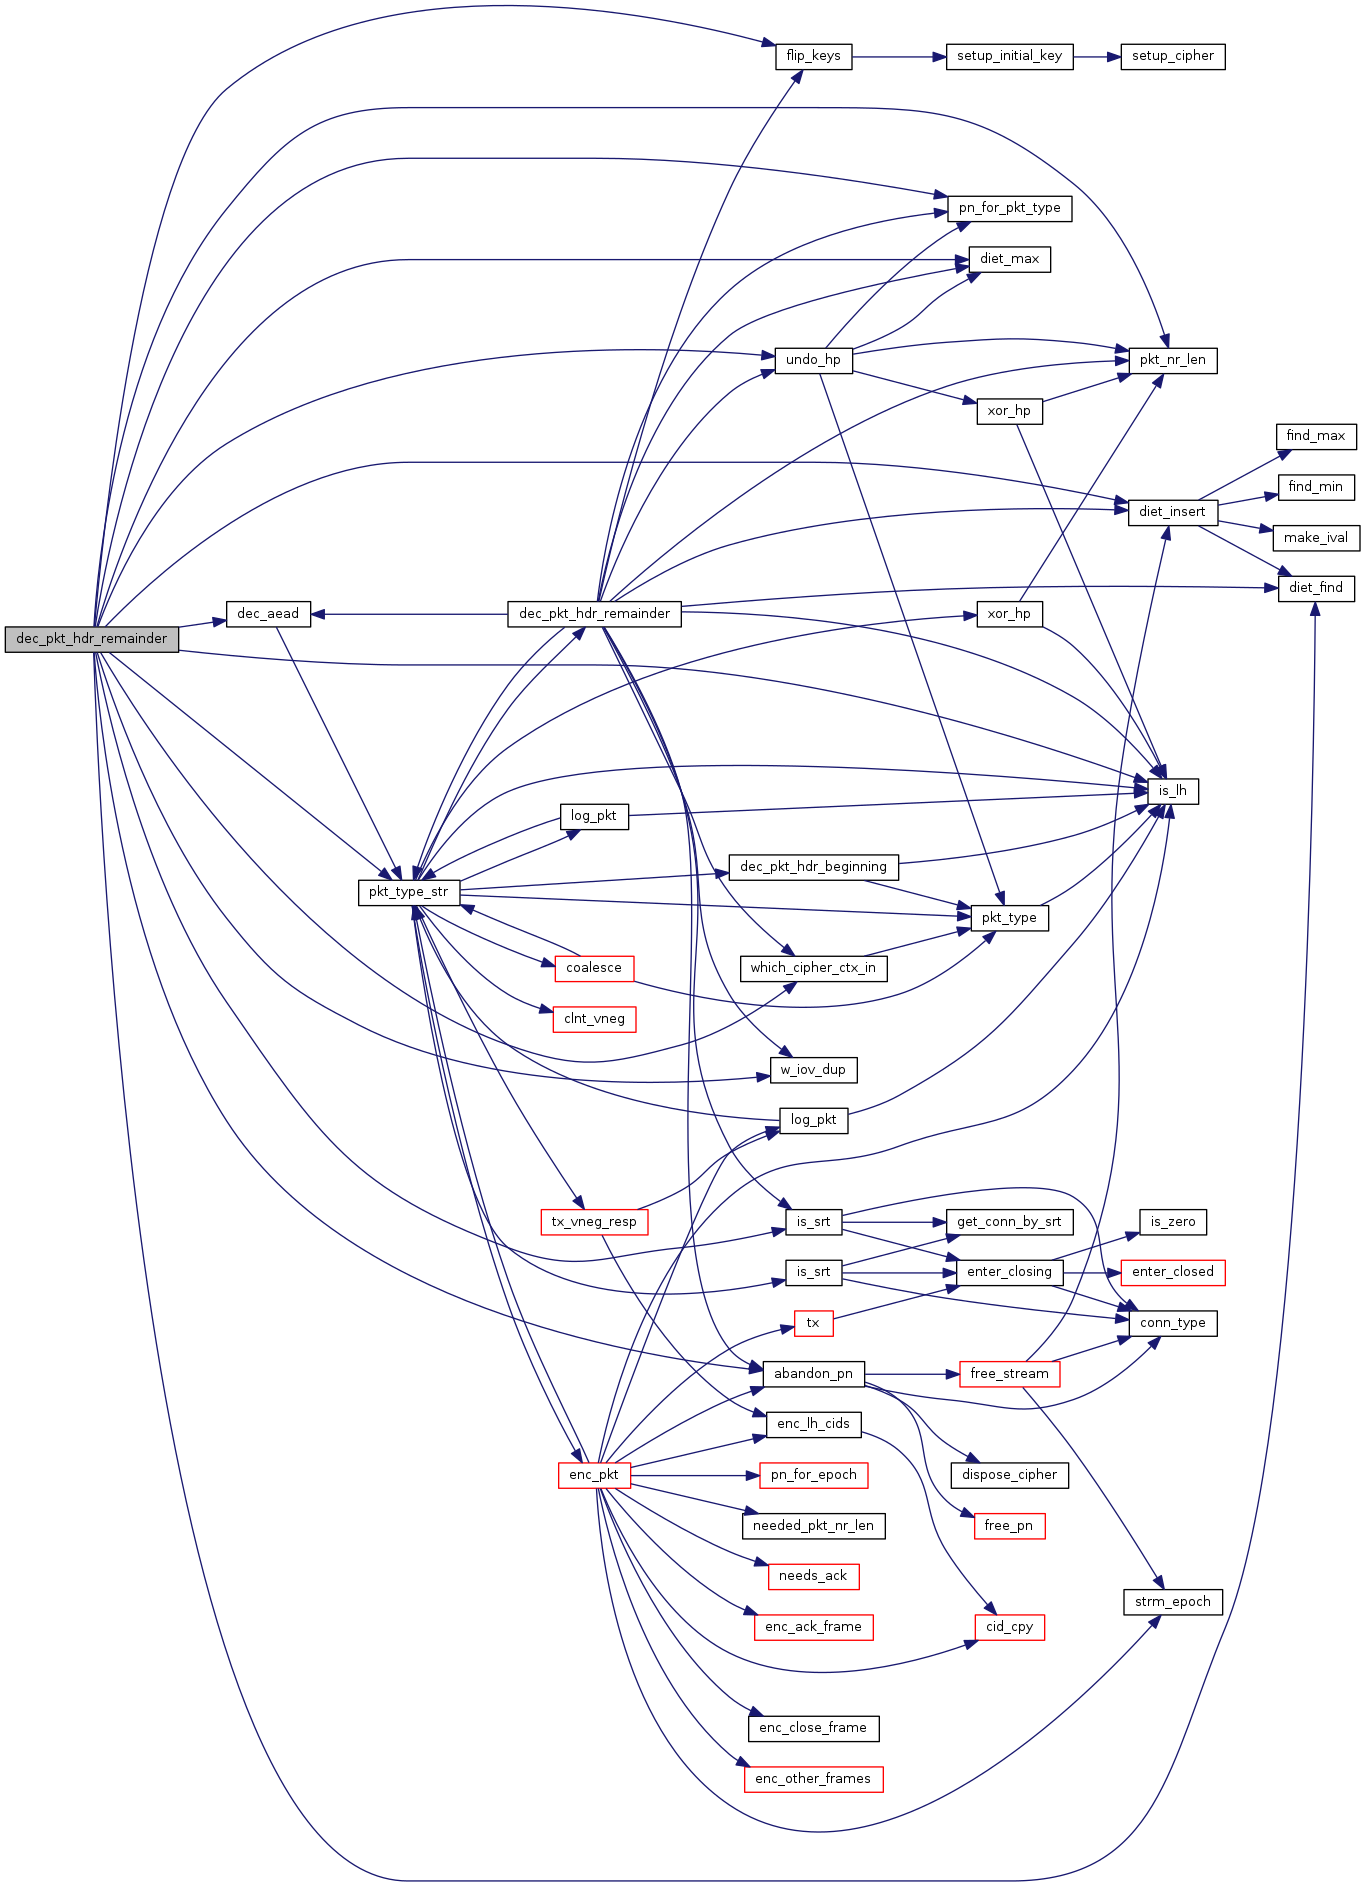 flip_keys
setup_initial_key
setup_cipher
pn_for_pkt_type
diet_max
undo_hp
pkt_nr_len
xor_hp
find_max
find_min
diet_insert
make_ival
diet_find
dec_aead
dec_pkt_hdr_remainder
xor_hp
dec_pkt_hdr_remainder
is_lh
log_pkt
dec_pkt_hdr_beginning
pkt_type_str
pkt_type
coalesce
which_cipher_ctx_in
clnt_vneg
w_iov_dup
log_pkt
tx_vneg_resp
is_srt
get_conn_by_srt
is_zero
is_srt
enter_closing
enter_closed
tx
conn_type
abandon_pn
free_stream
enc_lh_cids
enc_pkt
pn_for_epoch
dispose_cipher
needed_pkt_nr_len
free_pn
needs_ack
strm_epoch
enc_ack_frame
cid_cpy
enc_close_frame
enc_other_frames